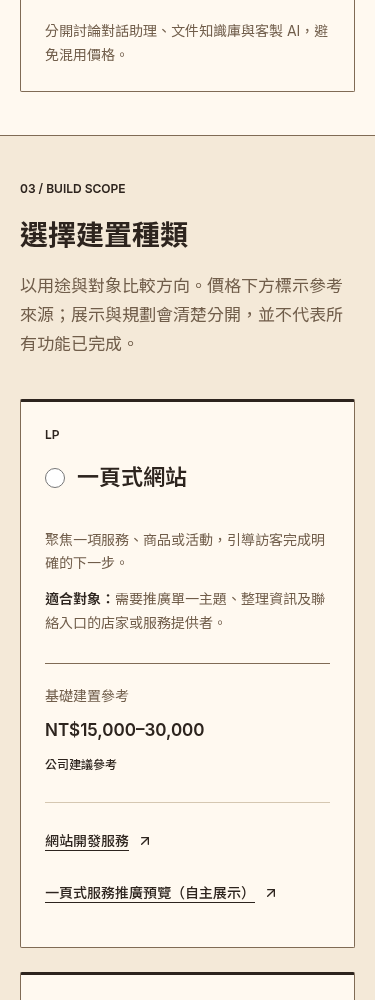 分開討論對話助理、文件知識庫與客製 AI，避
免混用價格。
03 / BUILD SCOPE
選擇建置種類
以用途與對象比較方向。價格下方標示參考
來源；展示與規劃會清楚分開，並不代表所
有功能已完成。
LP
一頁式網站
聚焦一項服務、商品或活動，引導訪客完成明
確的下一步。
適合對象：需要推廣單一主題、整理資訊及聯
絡入口的店家或服務提供者。
基礎建置參考
NT$15,000–30,000
公司建議參考
網站開發服務
一頁式服務推廣預覽（自主展示）